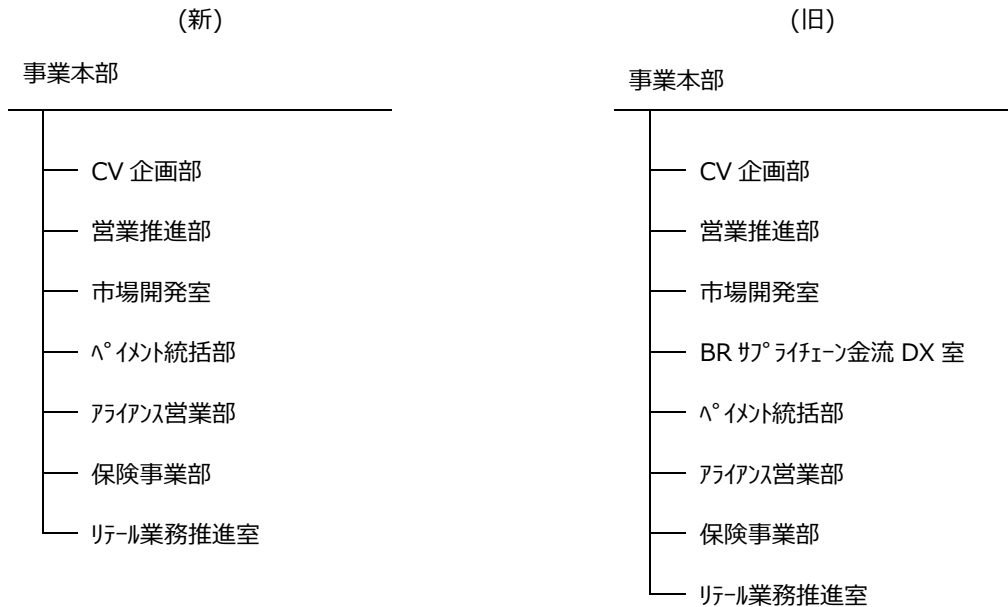 (新)
事業本部
CV 企画部
営業推進部
市場開発室
ﾍﾟｲﾒﾝﾄ統括部
ｱﾗｲｱﾝｽ営業部
保険事業部
ﾘﾃｰﾙ業務推進室
(旧)
事業本部
CV 企画部
営業推進部
市場開発室
BR ｻﾌﾟﾗｲﾁｪｰﾝ金流 DX 室
ﾍﾟｲﾒﾝﾄ統括部
ｱﾗｲｱﾝｽ営業部
保険事業部
ﾘﾃｰﾙ業務推進室